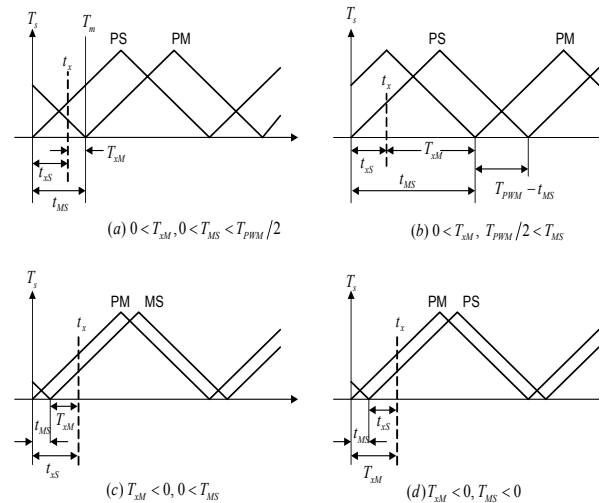 T_s T_m PS PM
t_x
T_xM
t_xS
t_MS
(a) 0 < T_xM, 0 < T_MS < T_PWM/2
T_s PS PM
t_x
t_xS T_xM
t_MS T_PWM − t_MS
(b) 0 < T_xM, T_PWM/2 < T_MS
T_s PM MS
t_x
t_MS T_xM
t_xS
(c) T_xM < 0, 0 < T_MS
T_s PM PS
t_x
t_MS t_xS
T_xM
(d) T_xM < 0, T_MS < 0